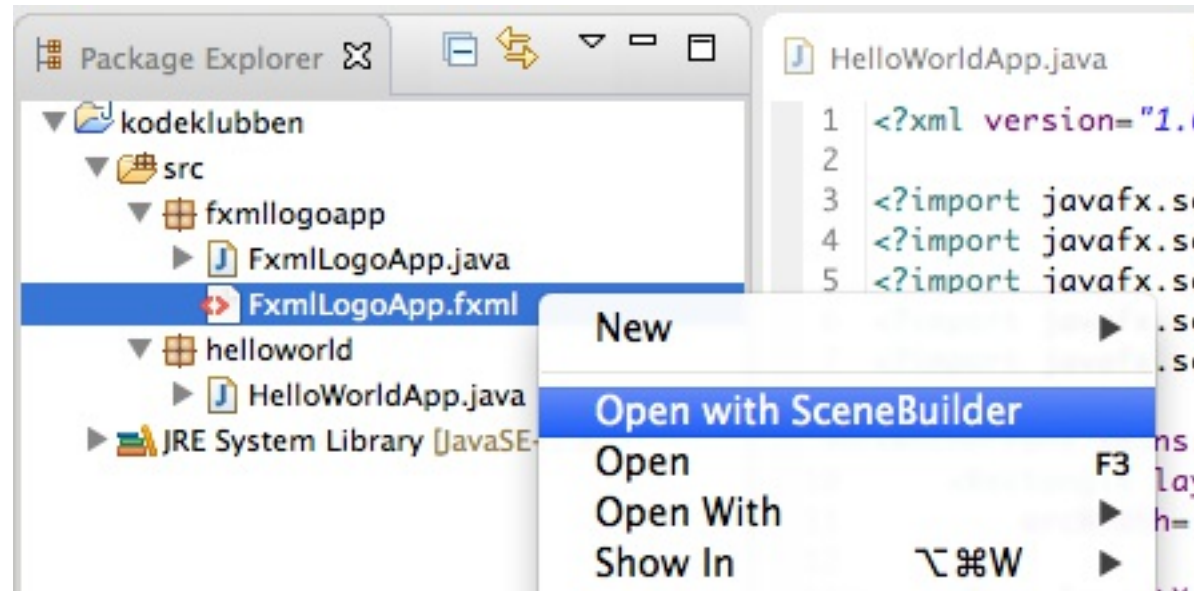 Package Explorer
HelloWorldApp.java
kodeklubben
src
fxmllogoapp
FxmlLogoApp.java
FxmlLogoApp.fxml
helloworld
HelloWorldApp.java
JRE System Library [JavaSE-
1 <?xml version="1.
2
3 <?import javafx.s
4 <?import javafx.s
5 <?import javafx.s
.s
.s
ns
lay
h=
New
Open with SceneBuilder
Open F3
Open With
Show In ⌥⌘W